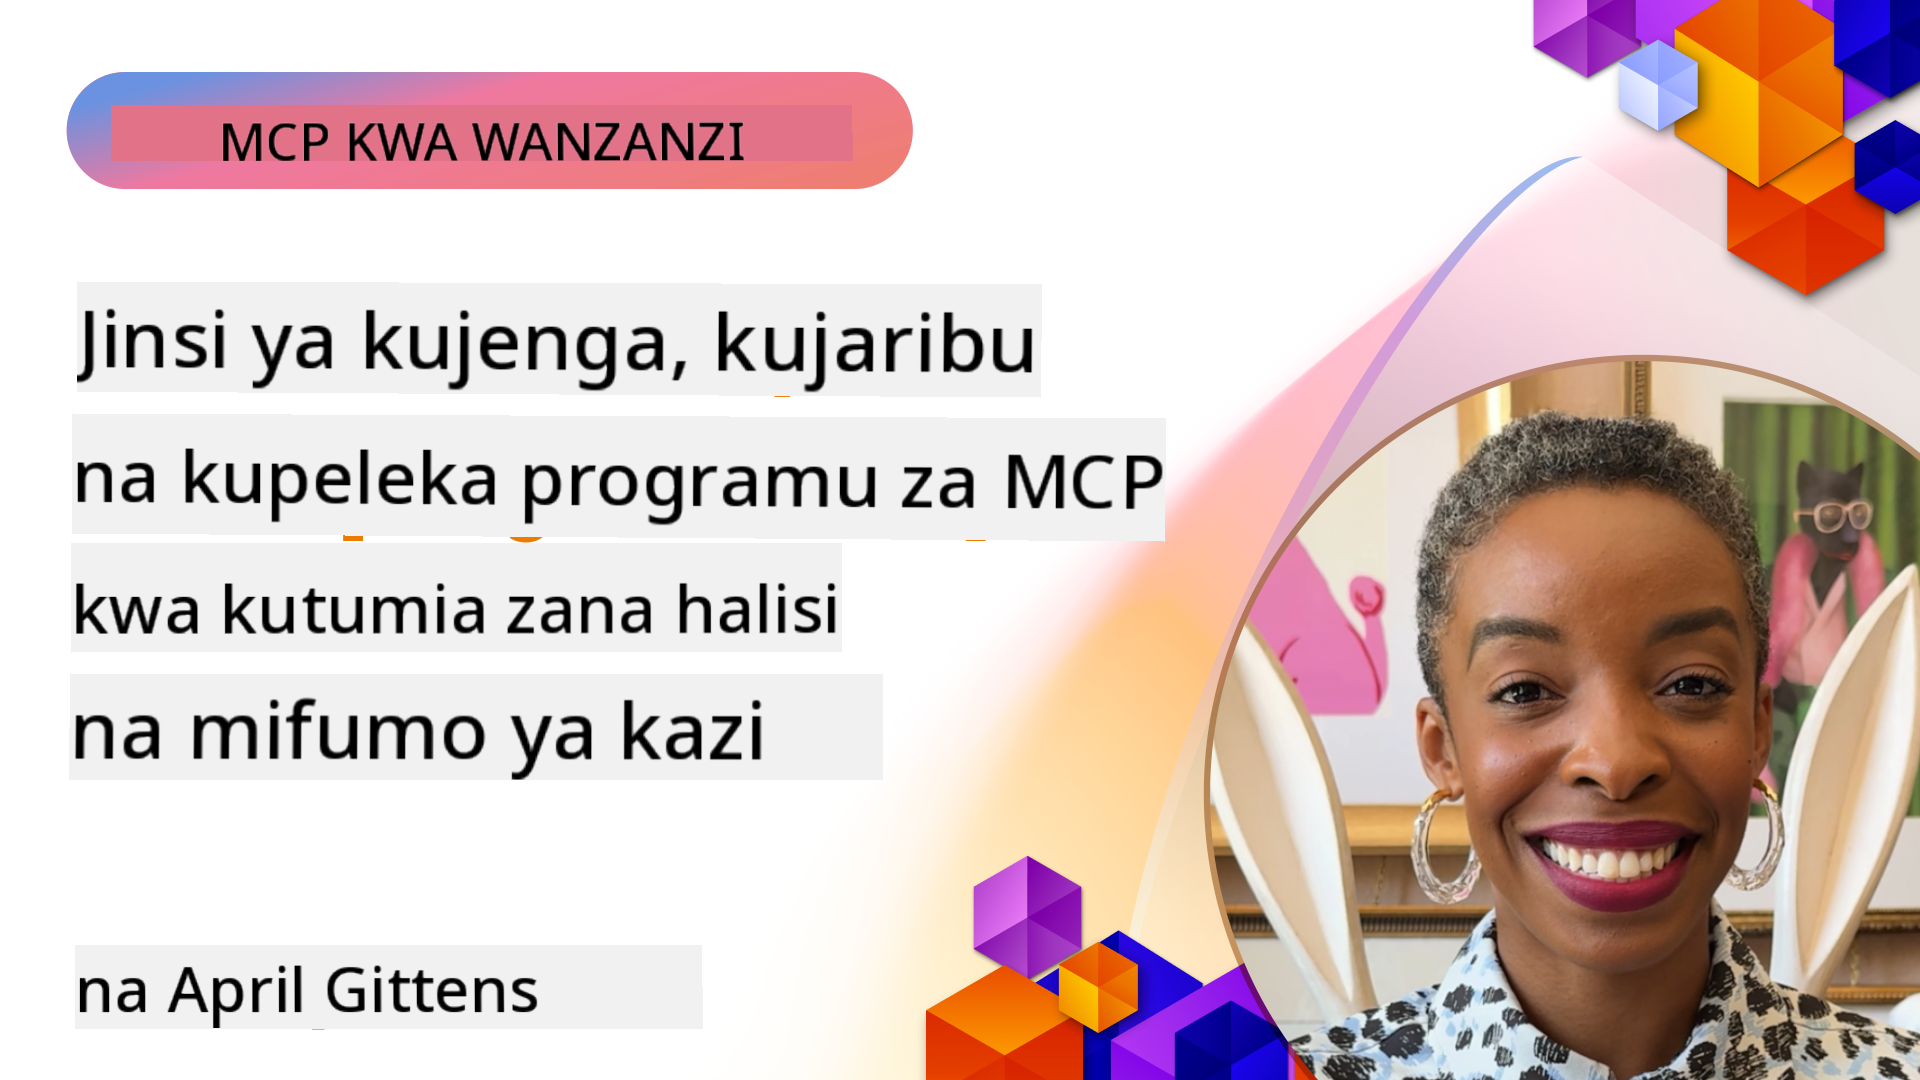 MCP KWA WANZANZI
Jinsi ya kujenga, kujaribu
na kupeleka programu za MCP
kwa kutumia zana halisi
na mifumo ya kazi
na April Gittens